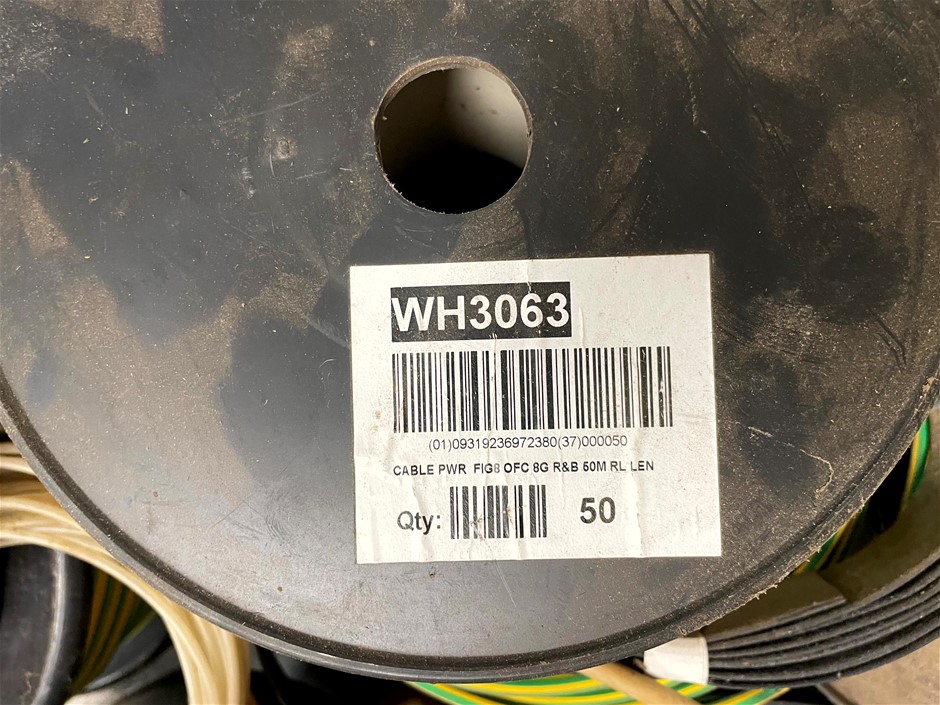 WH3063
(01)09319236972380(37)000050
CABLE PWR FIG8 OFC 8G R&B 50M RL LEN
Qty: 50